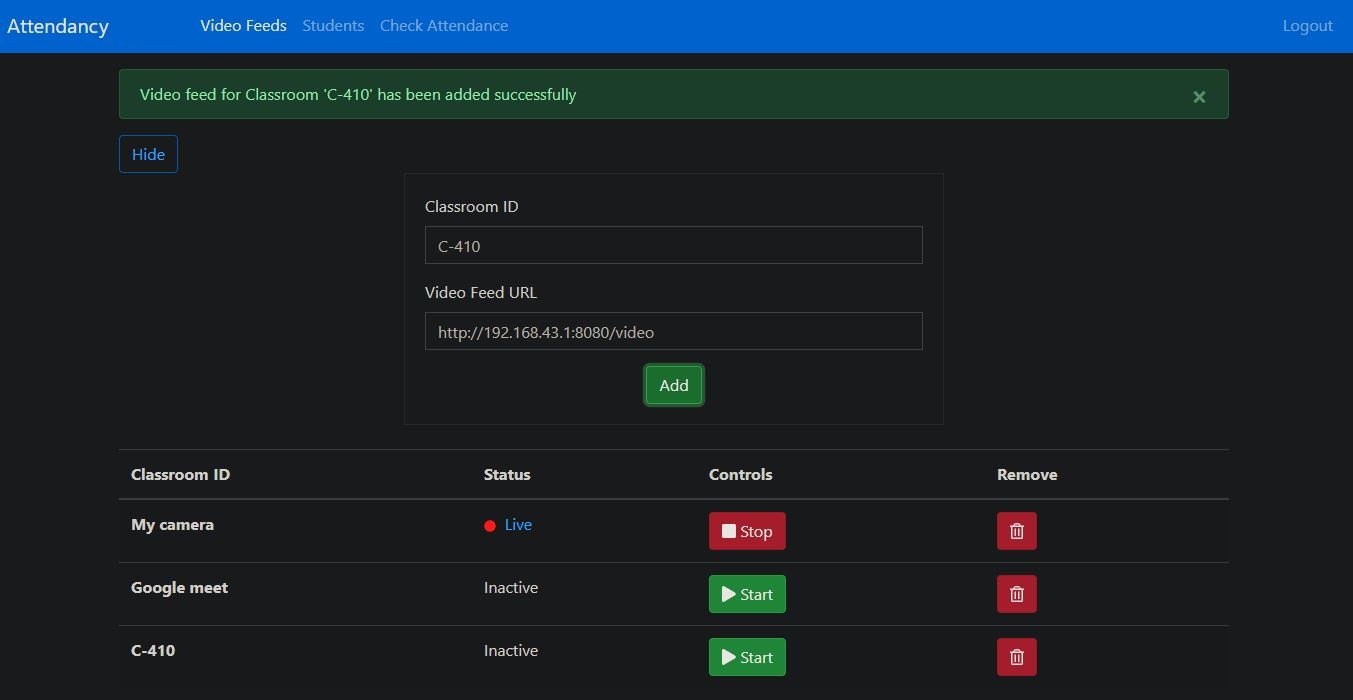 Attendancy Video Feeds Students Check Attendance Logout
Video feed for Classroom 'C-410' has been added successfully ×
Hide
Classroom ID
C-410
Video Feed URL
http://192.168.43.1:8080/video
Add
Classroom ID Status Controls Remove
My camera Live Stop
Google meet Inactive Start
C-410 Inactive Start